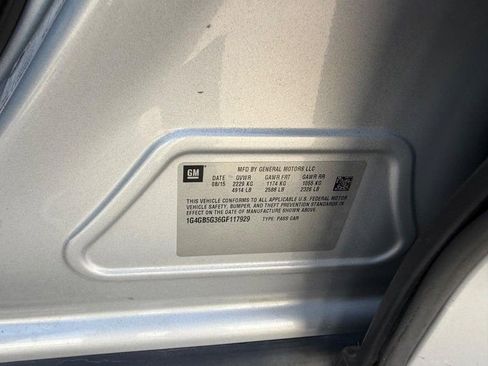 GM
MFD BY GENERAL MOTORS LLC
DATE GVWR GAWR FRT GAWR RR
08/15 2229 KG 1174 KG 1055 KG
4914 LB 2588 LB 2326 LB
THIS VEHICLE CONFORMS TO ALL APPLICABLE U.S. FEDERAL MOTOR
VEHICLE SAFETY, BUMPER, AND THEFT PREVENTION STANDARDS IN
EFFECT ON THE DATE OF MANUFACTURE SHOWN ABOVE.
1G4GB5G36GF117929 TYPE: PASS CAR